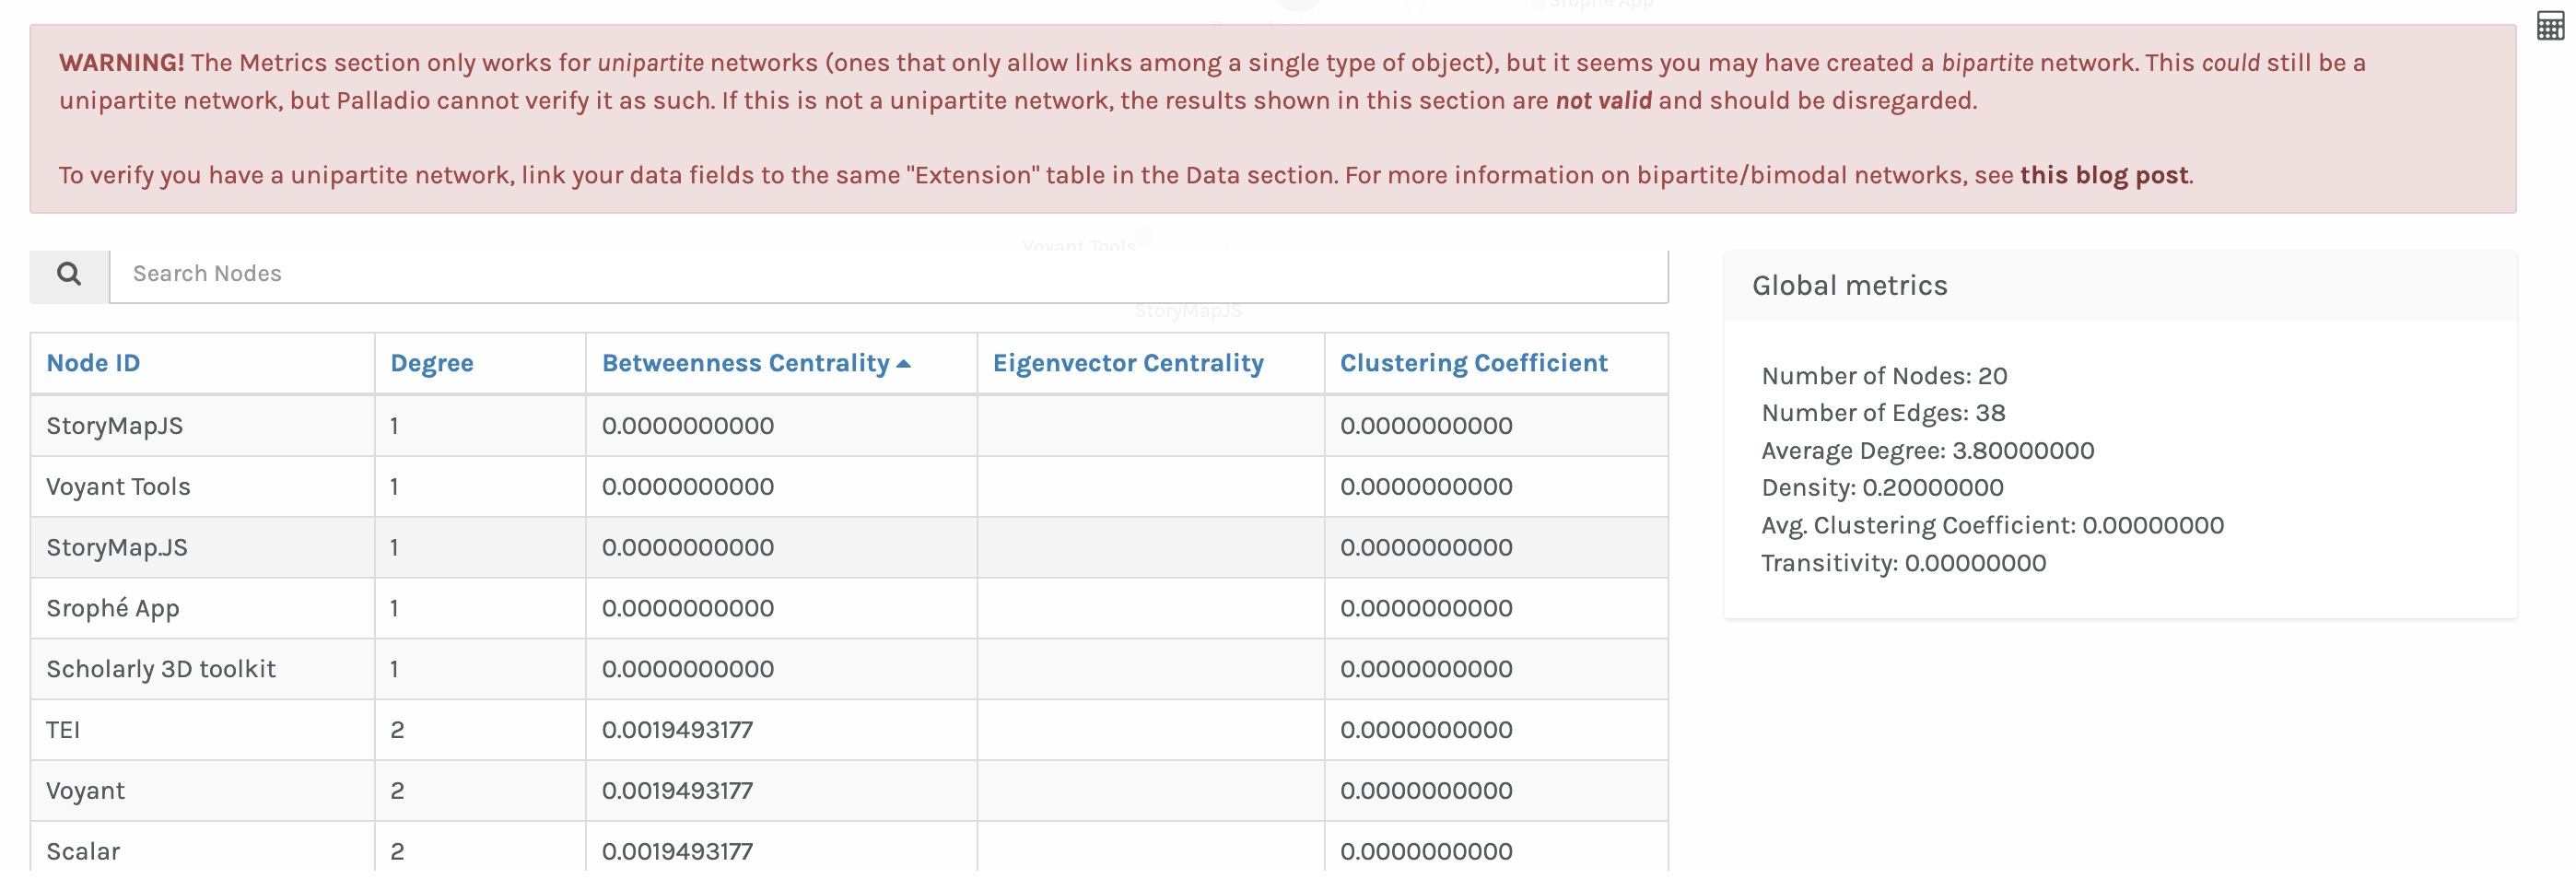 Srophé App
WARNING! The Metrics section only works for unipartite networks (ones that only allow links among a single type of object), but it seems you may have created a bipartite network. This could still be a
unipartite network, but Palladio cannot verify it as such. If this is not a unipartite network, the results shown in this section are not valid and should be disregarded.
To verify you have a unipartite network, link your data fields to the same "Extension" table in the Data section. For more information on bipartite/bimodal networks, see this blog post.
Voyant Tools
Search Nodes
StoryMapJS
Node ID Degree Betweenness Centrality Eigenvector Centrality Clustering Coefficient
StoryMapJS 1 0.0000000000 0.0000000000
Voyant Tools 1 0.0000000000 0.0000000000
StoryMap.JS 1 0.0000000000 0.0000000000
Srophé App 1 0.0000000000 0.0000000000
Scholarly 3D toolkit 1 0.0000000000 0.0000000000
TEI 2 0.0019493177 0.0000000000
Voyant 2 0.0019493177 0.0000000000
Scalar 2 0.0019493177 0.0000000000
Global metrics
Number of Nodes: 20
Number of Edges: 38
Average Degree: 3.80000000
Density: 0.20000000
Avg. Clustering Coefficient: 0.00000000
Transitivity: 0.00000000